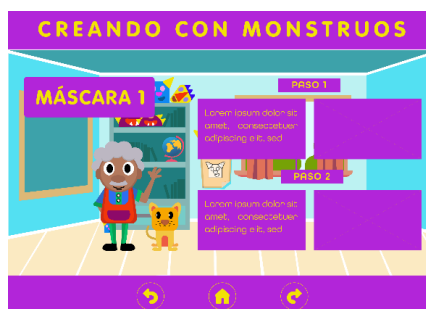 CREANDO CON MONSTRUOS
MÁSCARA 1
PASO 1
Lorem ipsum dolor sit
amet, consectetuer
adipiscing elit, sed
PASO 2
Lorem ipsum dolor sit
amet, consectetuer
adipiscing elit, sed